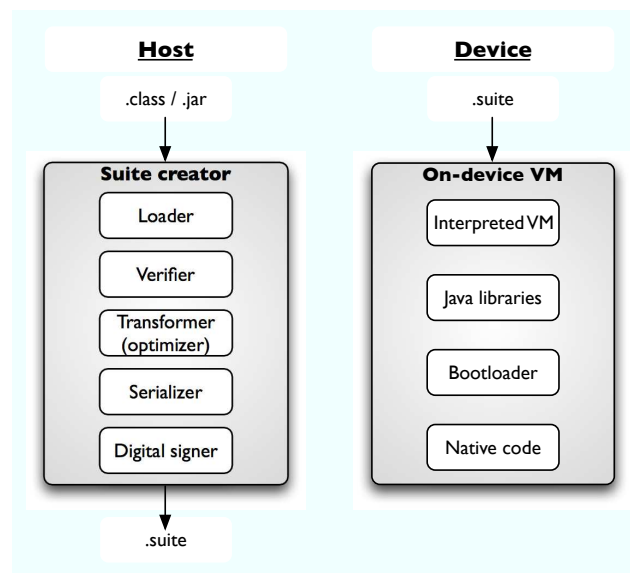 Host
.class / .jar
Suite creator
Loader
Verifier
Transformer
(optimizer)
Serializer
Digital signer
.suite
Device
.suite
On-device VM
Interpreted VM
Java libraries
Bootloader
Native code